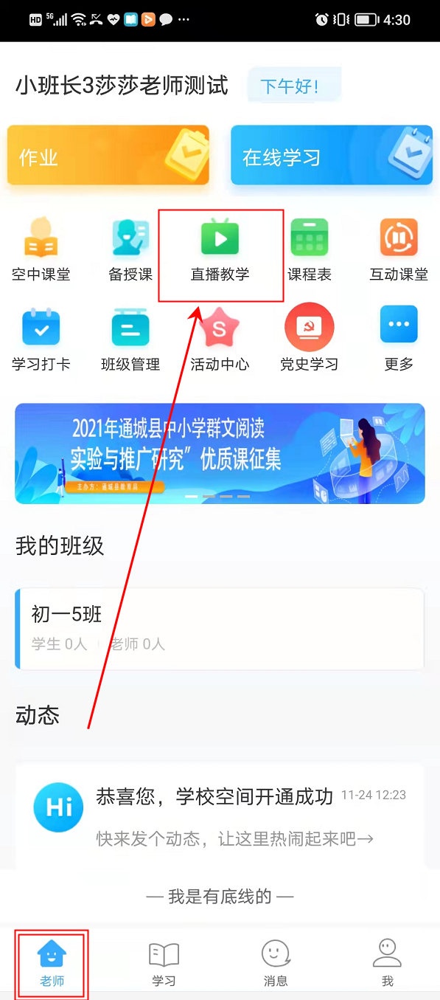 HD 5G 4:30
小班长3莎莎老师测试 下午好！
作业 在线学习
空中课堂 备授课 直播教学 课程表 互动课堂
S
学习打卡 班级管理 活动中心 党史学习 更多
2021年通城县中小学群文阅读
实验与推广研究”优质课征集
主办方：通城县教育局
我的班级
初一5班
学生 0人 老师 0人
动态
Hi 恭喜您，学校空间开通成功 11-24 12:23
快来发个动态，让这里热闹起来吧→
— 我是有底线的 —
老师 学习 消息 我